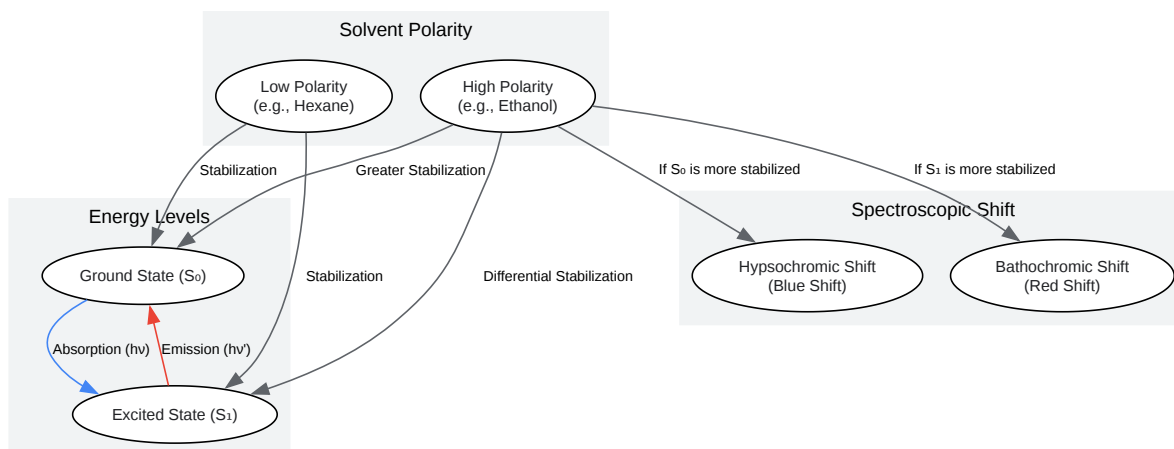 Solvent Polarity
Low Polarity
(e.g., Hexane)
High Polarity
(e.g., Ethanol)
Stabilization
Greater Stabilization
If S₀ is more stabilized
If S₁ is more stabilized
Energy Levels
Spectroscopic Shift
Ground State (S₀)
Stabilization
Differential Stabilization
Hypsochromic Shift
(Blue Shift)
Bathochromic Shift
(Red Shift)
Absorption (hν)
Emission (hν')
Excited State (S₁)